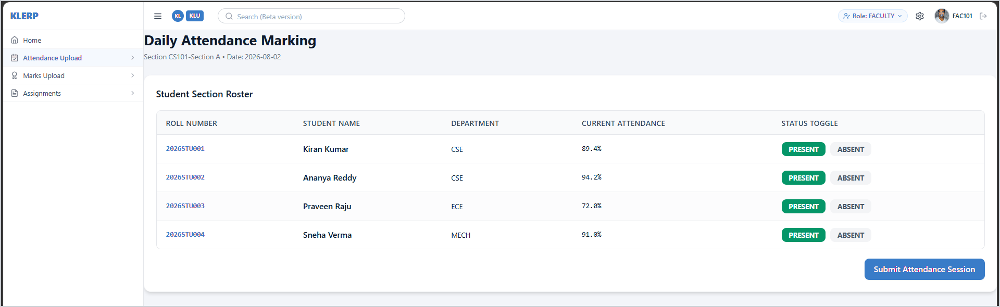 KLERP
KL KLU Search (Beta version) Role: FACULTY FAC101
Home
Attendance Upload
Marks Upload
Assignments
Daily Attendance Marking
Section CS101-Section A • Date: 2026-08-02
Student Section Roster
ROLL NUMBER STUDENT NAME DEPARTMENT CURRENT ATTENDANCE STATUS TOGGLE
2026STU001 Kiran Kumar CSE 89.4% PRESENT ABSENT
2026STU002 Ananya Reddy CSE 94.2% PRESENT ABSENT
2026STU003 Praveen Raju ECE 72.0% PRESENT ABSENT
2026STU004 Sneha Verma MECH 91.0% PRESENT ABSENT
Submit Attendance Session